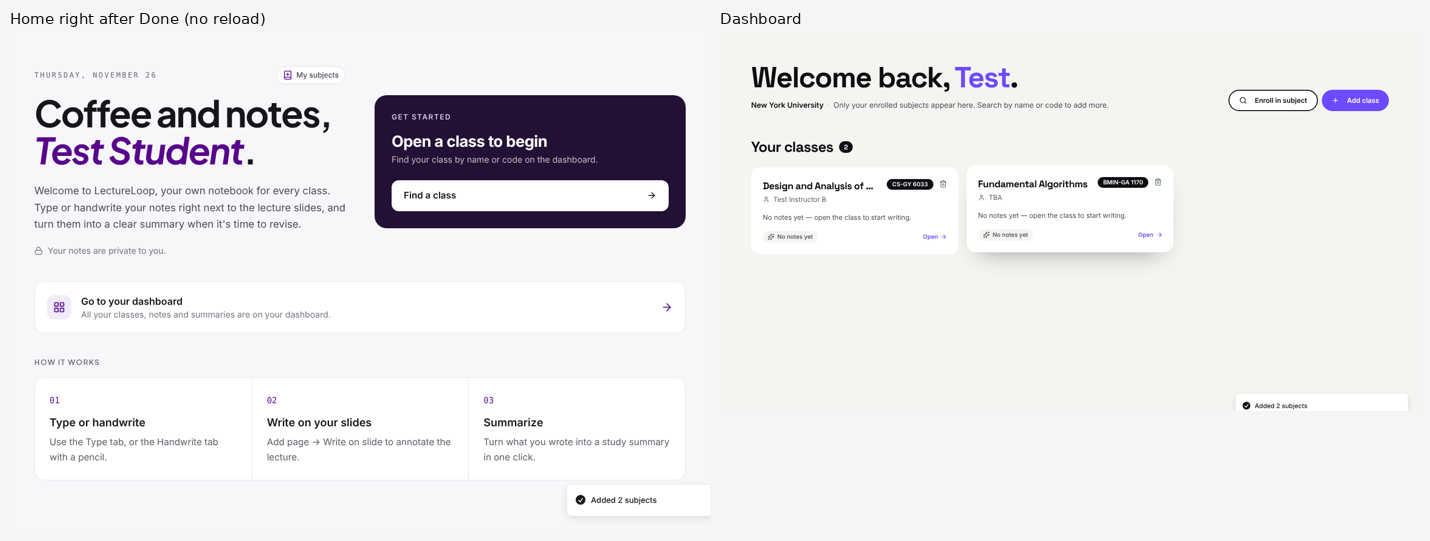 Home right after Done (no reload)
THURSDAY, NOVEMBER 26
My subjects
Coffee and notes,
Test Student.
Welcome to LectureLoop, your own notebook for every class.
Type or handwrite your notes right next to the lecture slides, and
turn them into a clear summary when it's time to revise.
Your notes are private to you.
GET STARTED
Open a class to begin
Find your class by name or code on the dashboard.
Find a class
Go to your dashboard
All your classes, notes and summaries are on your dashboard.
HOW IT WORKS
01
Type or handwrite
Use the Type tab, or the Handwrite tab
with a pencil.
02
Write on your slides
Add page → Write on slide to annotate the
lecture.
03
Summarize
Turn what you wrote into a study summary
in one click.
Added 2 subjects
Dashboard
Welcome back, Test.
New York University · Only your enrolled subjects appear here. Search by name or code to add more.
Enroll in subject
+ Add class
Your classes 2
Design and Analysis of ...
CS-GY 6033
Test Instructor B
No notes yet — open the class to start writing.
No notes yet
Open →
Fundamental Algorithms
BMIN-GA 1170
TBA
No notes yet — open the class to start writing.
No notes yet
Open →
Added 2 subjects